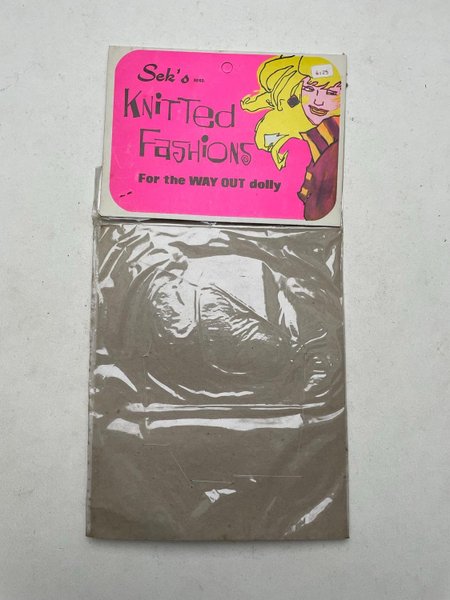 Sek's
KNITTED
FASHIONS
For the WAY OUT dolly